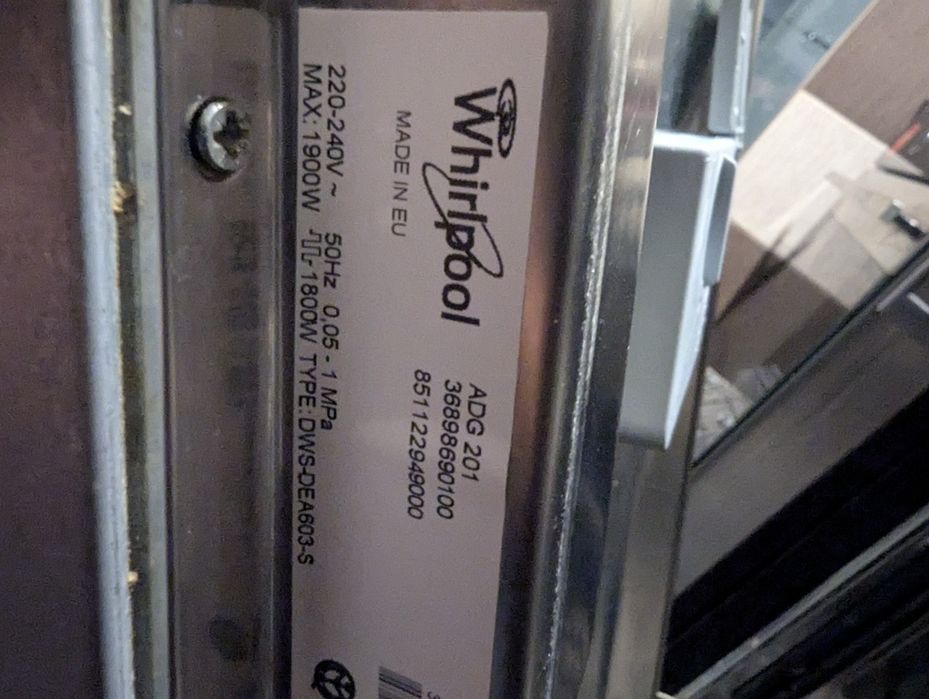 Whirlpool
ADG 201
36898690100
851122949000
MADE IN EU
220-240V ~ 50Hz 0,05 - 1 MPa
MAX: 1900W 1800W TYPE: DWS-DEA603-S